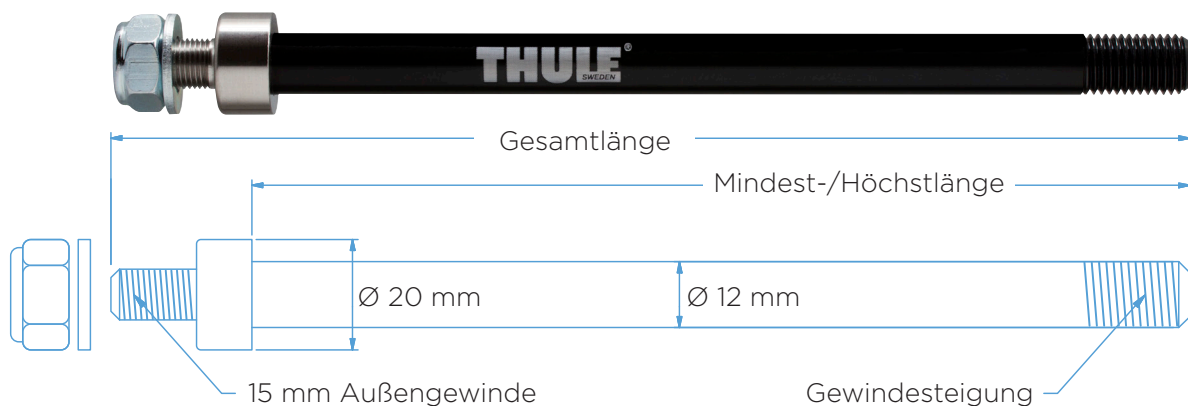 THULE®
SWEDEN
Gesamtlänge
Mindest-/Höchstlänge
Ø 20 mm
Ø 12 mm
15 mm Außengewinde
Gewindesteigung